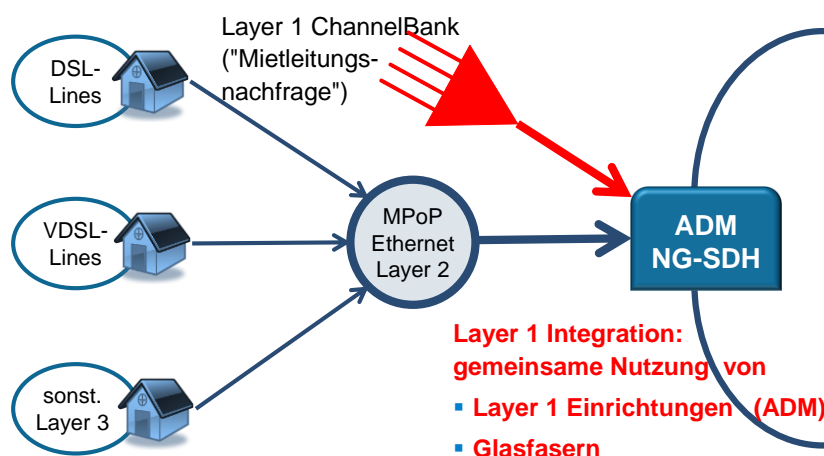 Layer 1 ChannelBank
("Mietleitungs-
nachfrage")
DSL-
Lines
VDSL-
Lines
sonst.
Layer 3
MPoP
Ethernet
Layer 2
ADM
NG-SDH
Layer 1 Integration:
gemeinsame Nutzung von
▪ Layer 1 Einrichtungen (ADM)
▪ Glasfasern